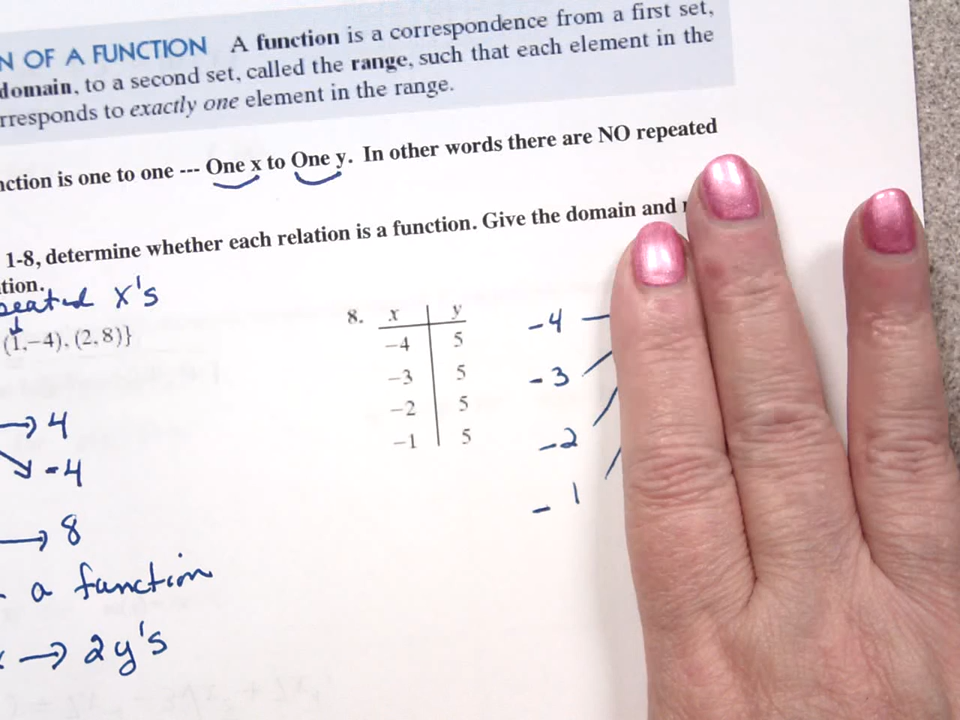 N OF A FUNCTION A function is a correspondence from a first set,
domain, to a second set, called the range, such that each element in the
rresponds to exactly one element in the range.
nction is one to one --- One x to One y. In other words there are NO repeated
1-8, determine whether each relation is a function. Give the domain and
tion.
peated x's
(1,-4), (2,8)}
→ 4
↘ -4
→ 8
a function
→ 2y's
8. x y
-4 5
-3 5
-2 5
-1 5
-4
-3
-2
-1